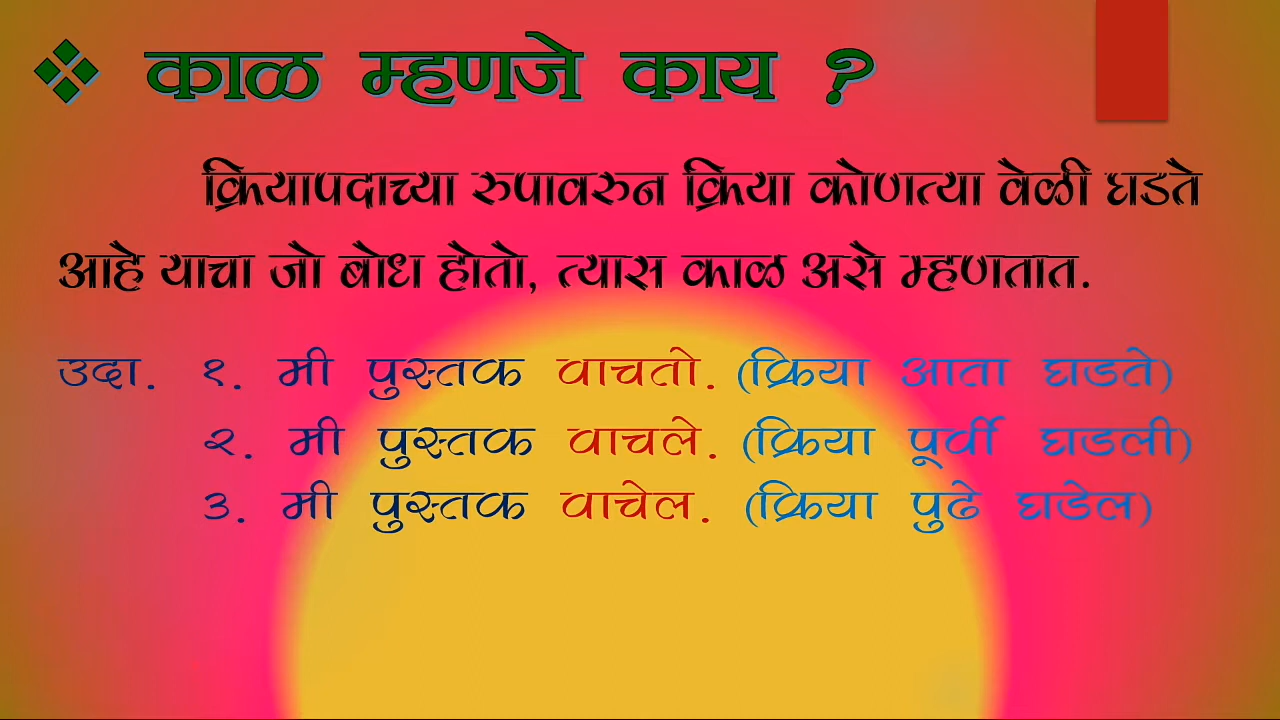 ❖ काळ म्हणजे काय ?
क्रियापदाच्या रुपावरुन क्रिया कोणत्या वेळी घडते
आहे याचा जो बोध होतो, त्यास काळ असे म्हणतात.
उदा. १. मी पुस्तक वाचतो. (क्रिया आता घडते)
२. मी पुस्तक वाचले. (क्रिया पूर्वी घडली)
३. मी पुस्तक वाचेल. (क्रिया पुढे घडेल)